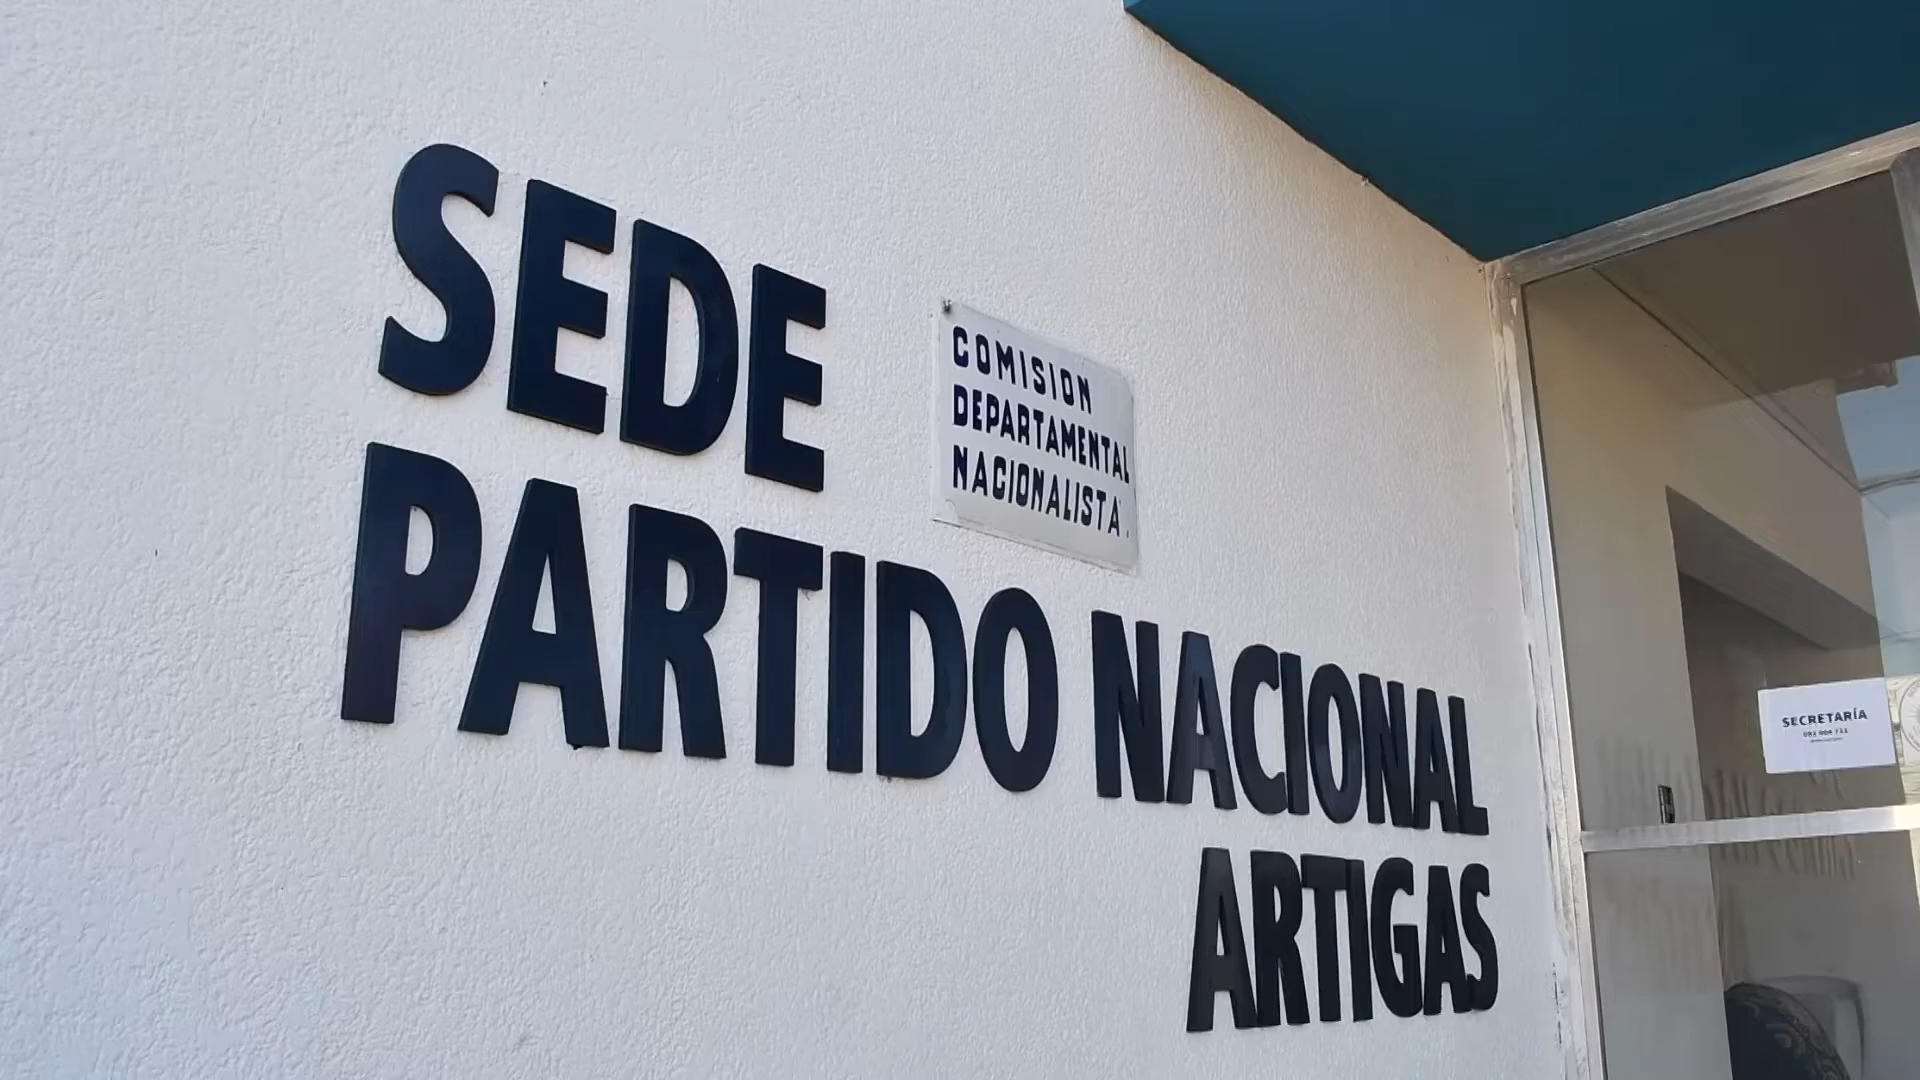 SEDE
COMISION
DEPARTAMENTAL
NACIONALISTA.
PARTIDO NACIONAL
ARTIGAS
SECRETARÍA